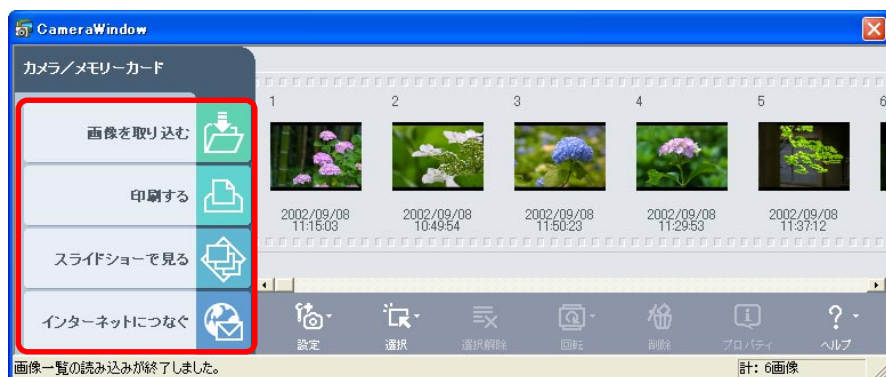 CameraWindow
カメラ／メモリーカード
画像を取り込む
印刷する
スライドショーで見る
インターネットにつなぐ
1 2 3 4 5 6
2002/09/08 2002/09/08 2002/09/08 2002/09/08 2002/09/08
11:15:03 10:49:54 11:50:23 11:29:53 11:37:12
設定 選択 選択解除 回転 削除 プロパティ ヘルプ
画像一覧の読み込みが終了しました。 計: 6画像